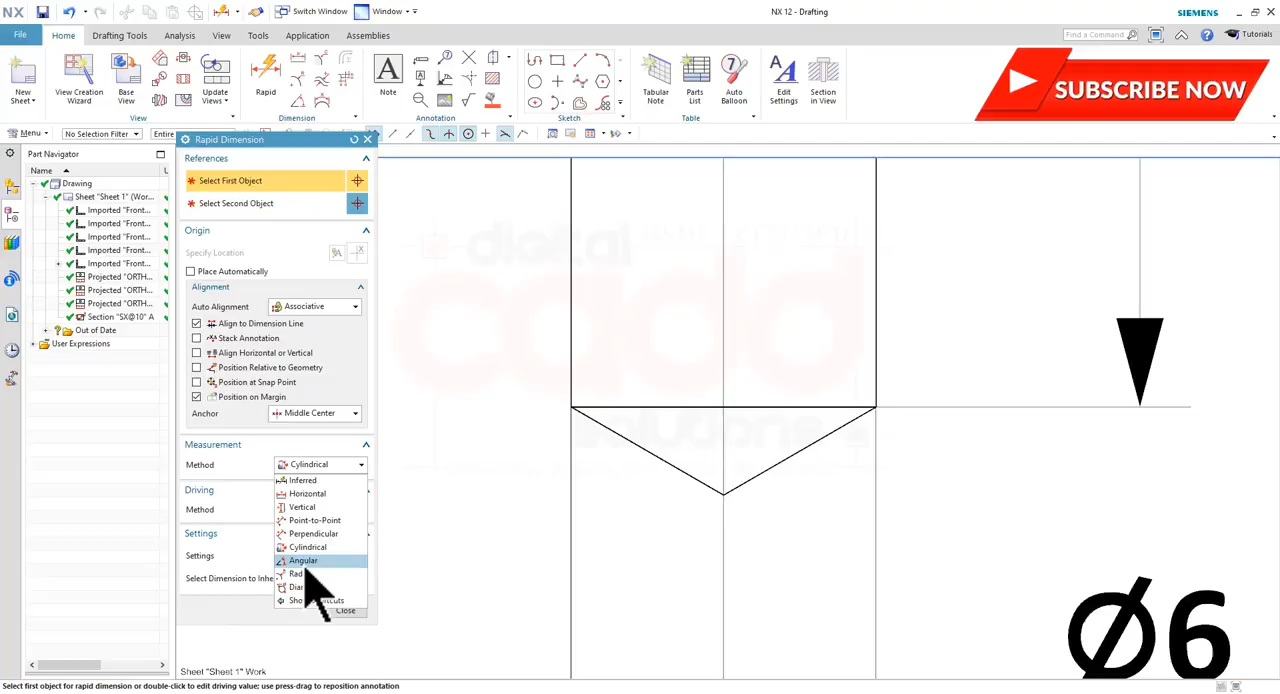 NX
Switch Window
Window
NX 12 - Drafting
SIEMENS
File
Home
Drafting Tools
Analysis
View
Tools
Application
Assemblies
Find a Command
Tutorials
New
Sheet
View Creation
Wizard
Base
View
Update
Views
View
Rapid
Dimension
Note
Annotation
Sketch
Tabular
Note
Parts
List
Auto
Balloon
Table
Edit
Settings
Section
in View
SUBSCRIBE NOW
Menu
No Selection Filter
Entire
Part Navigator
Name
Drawing
Sheet "Sheet 1" (Wor...
Imported "Front...
Imported "Front...
Imported "Front...
Imported "Front...
Imported "Front...
Projected "ORTH...
Projected "ORTH...
Projected "ORTH...
Section "SX@10" A
Out of Date
User Expressions
Rapid Dimension
References
Select First Object
Select Second Object
Origin
Specify Location
Place Automatically
Alignment
Auto Alignment
Associative
Align to Dimension Line
Stack Annotation
Align Horizontal or Vertical
Position Relative to Geometry
Position at Snap Point
Position on Margin
Anchor
Middle Center
Measurement
Method
Cylindrical
Inferred
Horizontal
Vertical
Point-to-Point
Perpendicular
Cylindrical
Angular
Driving
Method
Settings
Settings
Select Dimension to Inhe
Close
digital
cadd
solutions
Ø6
Sheet "Sheet 1" Work
Select first object for rapid dimension or double-click to edit driving value; use press-drag to reposition annotation